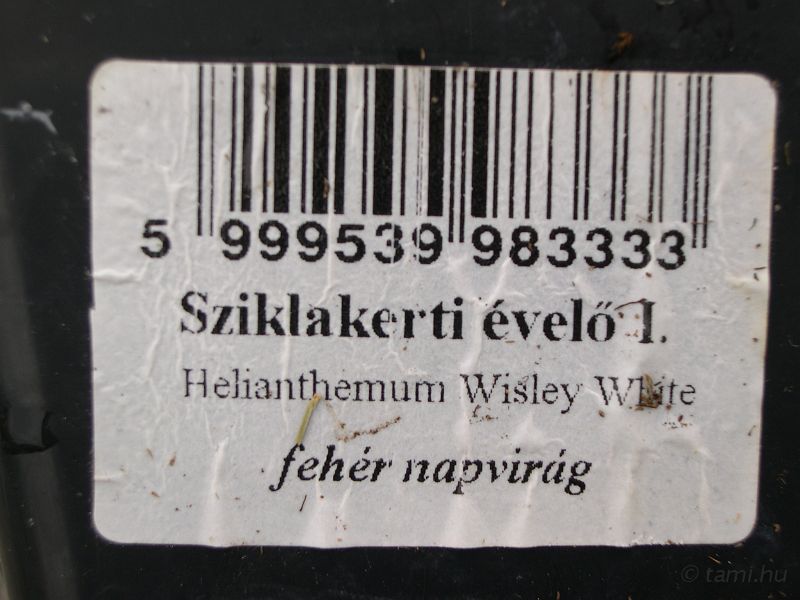 5 999539 983333
Sziklakerti évelő I.
Helianthemum Wisley White
fehér napvirág
© tami.hu